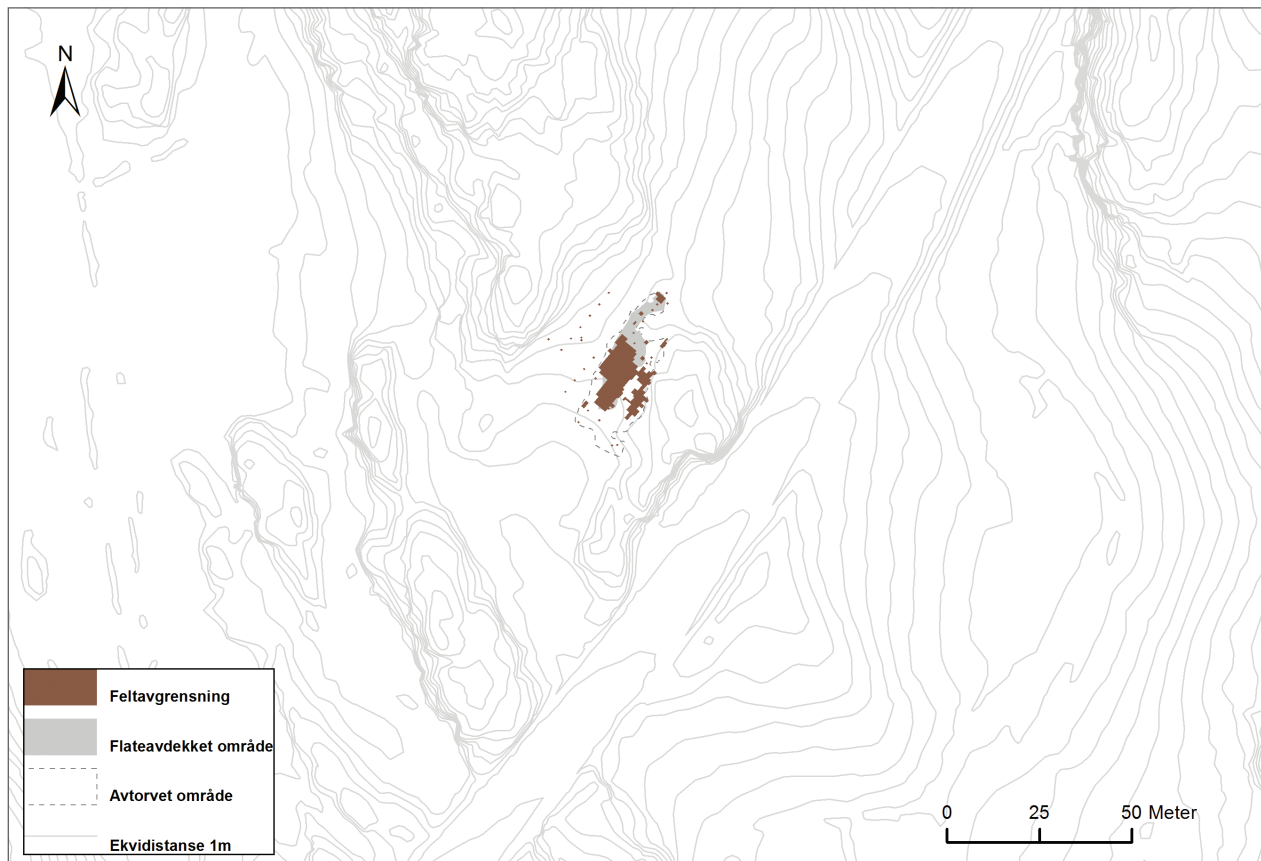 N
Feltavgrensning
Flateavdekket område
Avtorvet område
Ekvidistanse 1m
0 25 50 Meter